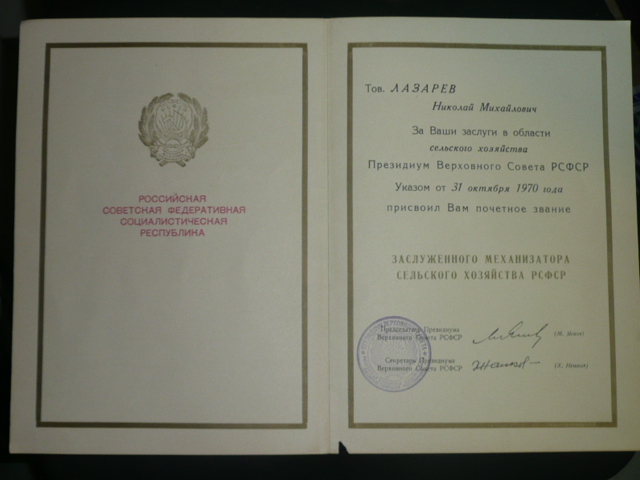 РОССИЙСКАЯ
СОВЕТСКАЯ ФЕДЕРАТИВНАЯ
СОЦИАЛИСТИЧЕСКАЯ
РЕСПУБЛИКА
Тов. ЛАЗАРЕВ
Николай Михайлович
За Ваши заслуги в области
сельского хозяйства
Президиум Верховного Совета РСФСР
Указом от 31 октября 1970 года
присвоил Вам почетное звание
ЗАСЛУЖЕННОГО МЕХАНИЗАТОРА
СЕЛЬСКОГО ХОЗЯЙСТВА РСФСР
Председатель Президиума
Верховного Совета РСФСР
(М. Яснов)
Секретарь Президиума
Верховного Совета РСФСР